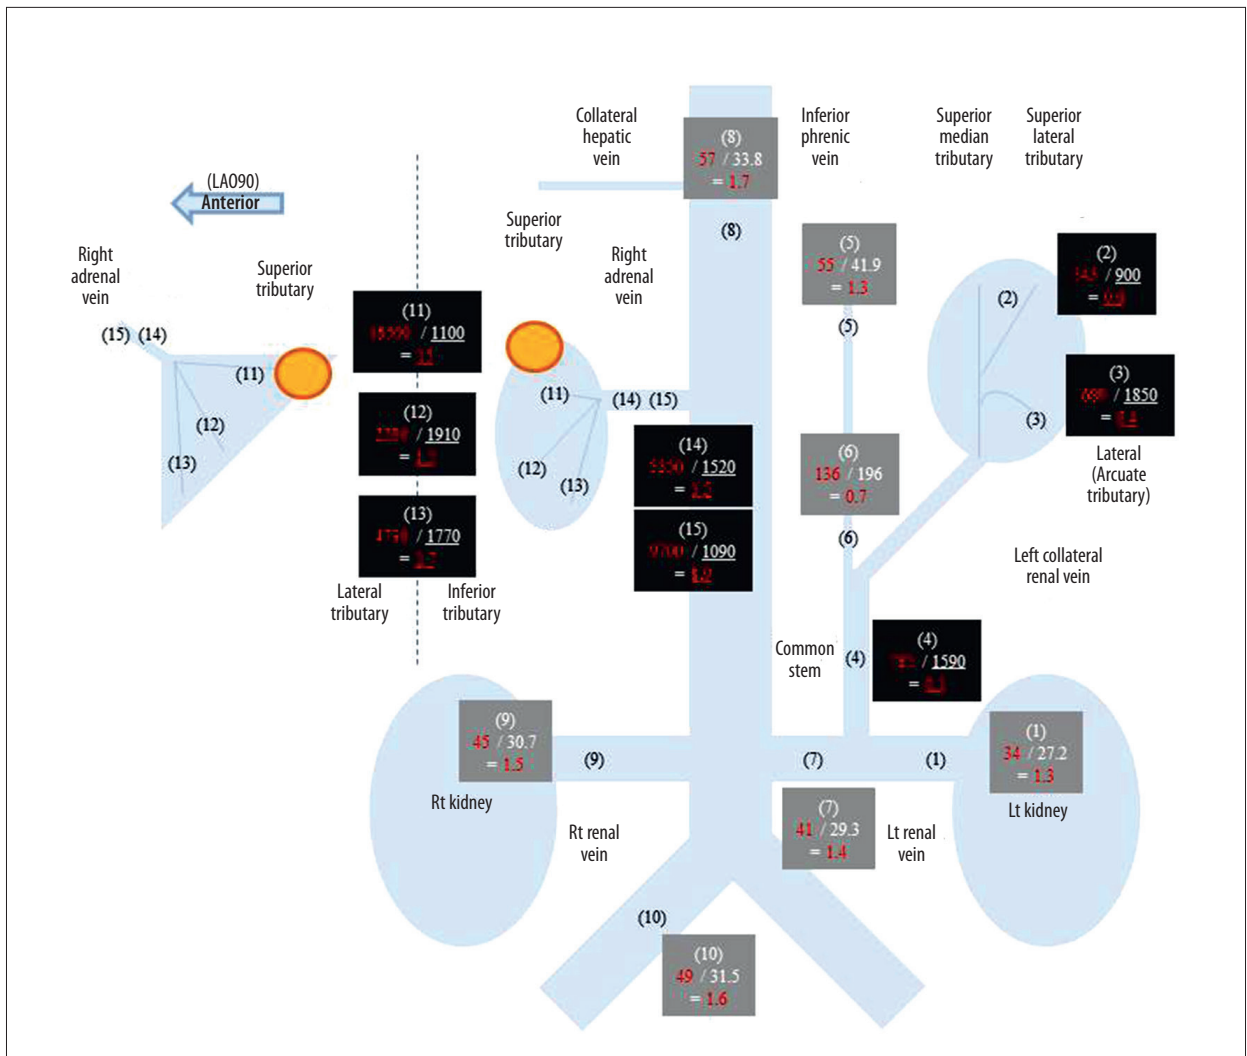 Collateral
hepatic
vein
(8)
57 / 33.8
= 1.7
Inferior
phrenic
vein
Superior
median
tributary
Superior
lateral
tributary
(LAO90)
Anterior
Superior
tributary
Right
adrenal
vein
(8)
(5)
55 / 41.9
= 1.3
(2)
/ 900
=
Right
adrenal
vein
Superior
tributary
(2)
(5)
(15) (14)
(11)
(11)
/ 1100
=
(11)
(14) (15)
(3)
/ 1850
=
(3)
(12)
(13)
(12)
/ 1910
=
(12)
(13)
(14)
/ 1520
=
(6)
136 / 196
= 0.7
Lateral
(Arcuate
tributary)
(13)
/ 1770
=
(15)
/ 1090
=
(6)
Left collateral
renal vein
Lateral
tributary
Inferior
tributary
Common
stem
(4)
(4)
/ 1590
=
(9)
45 / 30.7
= 1.5
(9)
(7)
(1)
(1)
34 / 27.2
= 1.3
Rt kidney
Lt kidney
Rt renal
vein
(7)
41 / 29.3
= 1.4
Lt renal
vein
(10)
(10)
49 / 31.5
= 1.6